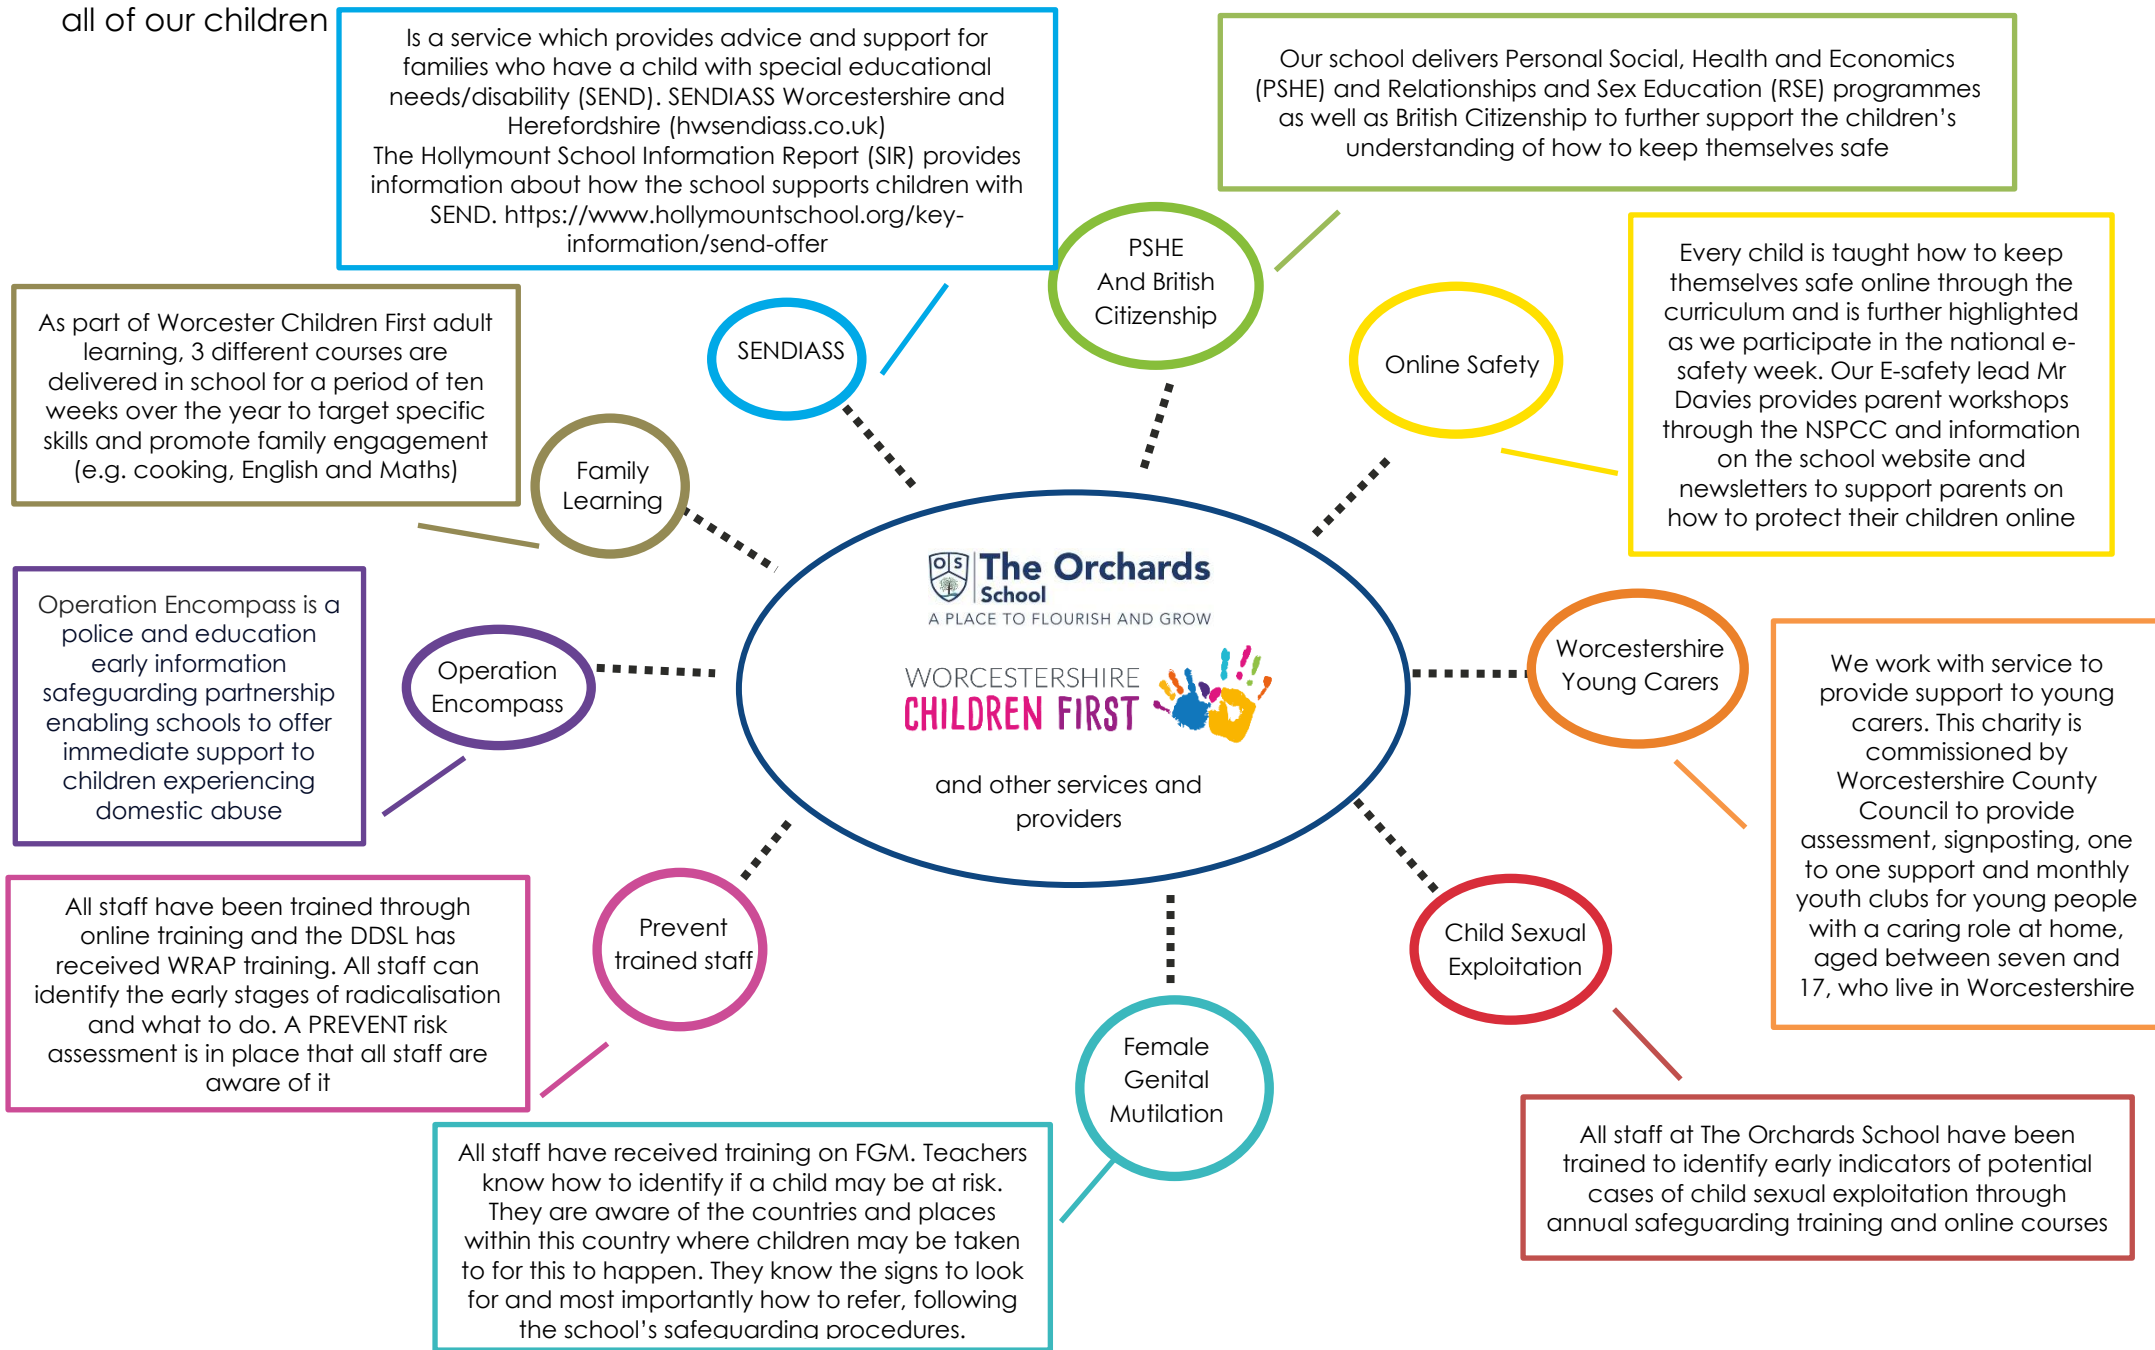 all of our children
Is a service which provides advice and support for
families who have a child with special educational
needs/disability (SEND). SENDIASS Worcestershire and
Herefordshire (hwsendiass.co.uk)
The Hollymount School Information Report (SIR) provides
information about how the school supports children with
SEND. https://www.hollymountschool.org/key-
information/send-offer
Our school delivers Personal Social, Health and Economics
(PSHE) and Relationships and Sex Education (RSE) programmes
as well as British Citizenship to further support the children’s
understanding of how to keep themselves safe
PSHE
And British
Citizenship
Every child is taught how to keep
themselves safe online through the
curriculum and is further highlighted
as we participate in the national e-
safety week. Our E-safety lead Mr
Davies provides parent workshops
through the NSPCC and information
on the school website and
newsletters to support parents on
how to protect their children online
As part of Worcester Children First adult
learning, 3 different courses are
delivered in school for a period of ten
weeks over the year to target specific
skills and promote family engagement
(e.g. cooking, English and Maths)
SENDIASS
Online Safety
Family
Learning
O S
The Orchards
School
A PLACE TO FLOURISH AND GROW
WORCESTERSHIRE
CHILDREN FIRST
and other services and
providers
Operation Encompass is a
police and education
early information
safeguarding partnership
enabling schools to offer
immediate support to
children experiencing
domestic abuse
Operation
Encompass
Worcestershire
Young Carers
We work with service to
provide support to young
carers. This charity is
commissioned by
Worcestershire County
Council to provide
assessment, signposting, one
to one support and monthly
youth clubs for young people
with a caring role at home,
aged between seven and
17, who live in Worcestershire
All staff have been trained through
online training and the DDSL has
received WRAP training. All staff can
identify the early stages of radicalisation
and what to do. A PREVENT risk
assessment is in place that all staff are
aware of it
Prevent
trained staff
Child Sexual
Exploitation
Female
Genital
Mutilation
All staff have received training on FGM. Teachers
know how to identify if a child may be at risk.
They are aware of the countries and places
within this country where children may be taken
to for this to happen. They know the signs to look
for and most importantly how to refer, following
the school’s safeguarding procedures.
All staff at The Orchards School have been
trained to identify early indicators of potential
cases of child sexual exploitation through
annual safeguarding training and online courses